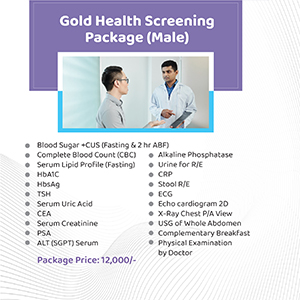 Gold Health Screening
Package (Male)
Blood Sugar +CUS (Fasting & 2 hr ABF)
Complete Blood Count (CBC)
Serum Lipid Profile (Fasting)
HbA1C
HbsAg
TSH
Serum Uric Acid
CEA
Serum Creatinine
PSA
ALT (SGPT) Serum
Alkaline Phosphatase
Urine for R/E
CRP
Stool R/E
ECG
Echo cardiogram 2D
X-Ray Chest P/A View
USG of Whole Abdomen
Complementary Breakfast
Physical Examination
by Doctor
Package Price: 12,000/-